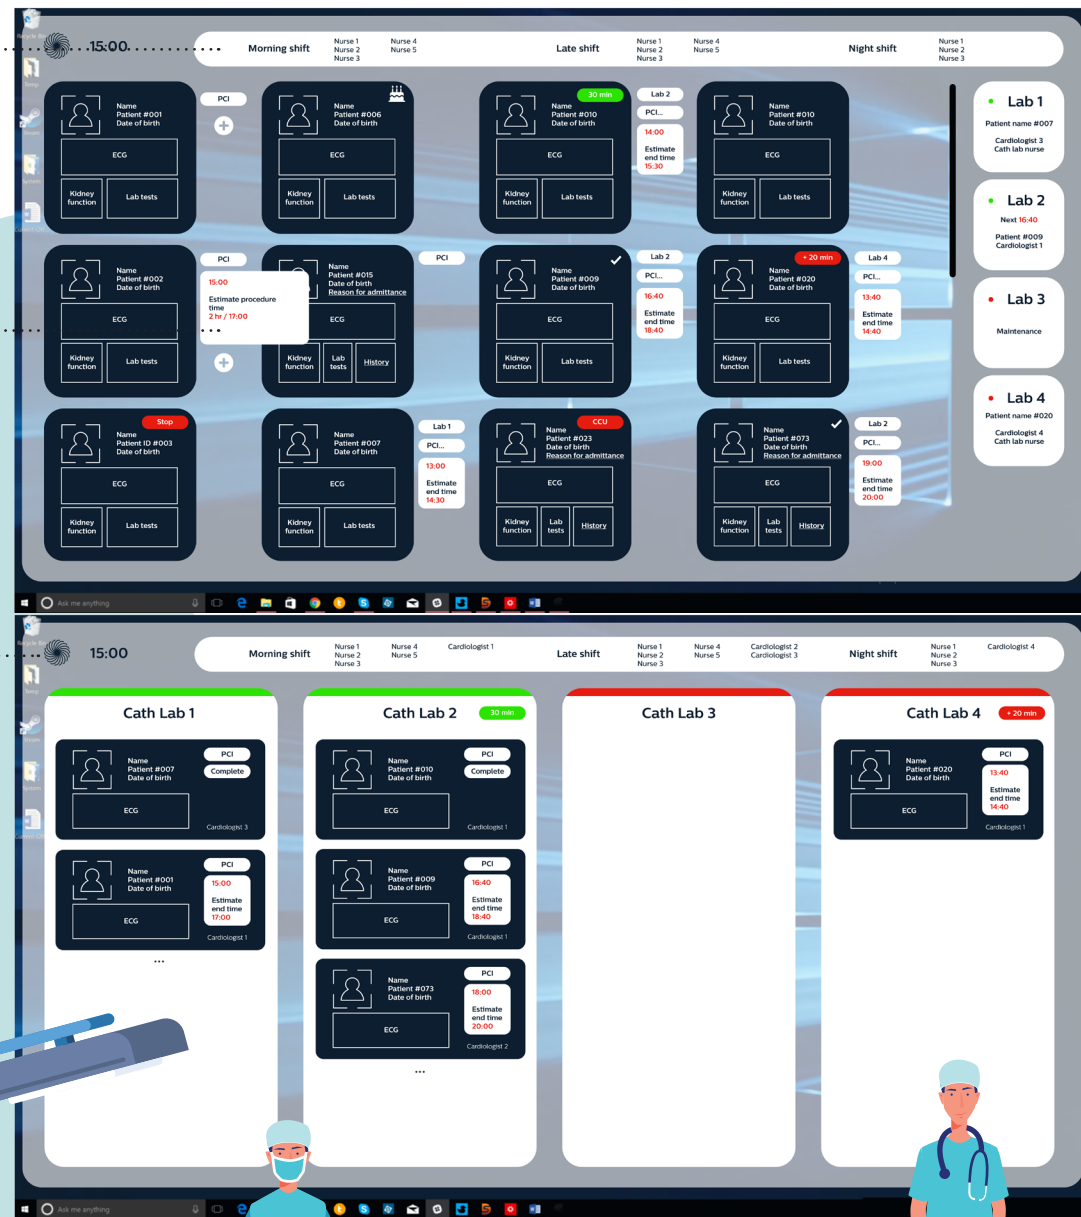 Recycle Bin
15:00
Morning shift
Nurse 1
Nurse 2
Nurse 3
Nurse 4
Nurse 5
Late shift
Nurse 1
Nurse 2
Nurse 3
Nurse 4
Nurse 5
Night shift
Nurse 1
Nurse 2
Nurse 3
Temp
Steam
System
Name
Patient #001
Date of birth
ECG
Kidney
function
Lab tests
PCI
Name
Patient #006
Date of birth
ECG
Kidney
function
Lab tests
30 min
Name
Patient #010
Date of birth
ECG
Kidney
function
Lab tests
Lab 2
PCI...
14:00
Estimate
end time
15:30
Name
Patient #010
Date of birth
ECG
Kidney
function
Lab tests
Lab 1
Patient name #007
Cardiologist 3
Cath lab nurse
Lab 2
Next 16:40
Patient #009
Cardiologist 1
Lab 3
Maintenance
Lab 4
Patient name #020
Cardiologist 4
Cath lab nurse
Name
Patient #002
Date of birth
ECG
Kidney
function
Lab tests
PCI
15:00
Estimate procedure
time
2 hr / 17:00
Name
Patient #015
Date of birth
Reason for admittance
ECG
Kidney
function
Lab
tests
History
PCI
Name
Patient #009
Date of birth
ECG
Kidney
function
Lab tests
Lab 2
PCI...
16:40
Estimate
end time
18:40
+ 20 min
Name
Patient #020
Date of birth
ECG
Kidney
function
Lab tests
Lab 4
PCI...
13:40
Estimate
end time
14:40
Stop
Name
Patient ID #003
Date of birth
ECG
Kidney
function
Lab tests
Name
Patient #007
Date of birth
ECG
Kidney
function
Lab tests
Lab 1
PCI...
13:00
Estimate
end time
14:30
CCU
Name
Patient #023
Date of birth
Reason for admittance
ECG
Kidney
function
Lab
tests
History
Name
Patient #073
Date of birth
Reason for admittance
ECG
Kidney
function
Lab
tests
History
Lab 2
PCI...
19:00
Estimate
end time
20:00
Ask me anything
15:00
Morning shift
Nurse 1
Nurse 2
Nurse 3
Nurse 4
Nurse 5
Cardiologist 1
Late shift
Nurse 1
Nurse 2
Nurse 3
Nurse 4
Nurse 5
Cardiologist 2
Cardiologist 3
Night shift
Nurse 1
Nurse 2
Nurse 3
Cardiologist 4
Temp
Steam
System
Cath Lab 1
Name
Patient #007
Date of birth
PCI
Complete
ECG
Cardiologist 3
Name
Patient #001
Date of birth
PCI
15:00
Estimate
end time
17:00
ECG
Cardiologist 1
...
Cath Lab 2
30 min
Name
Patient #010
Date of birth
PCI
Complete
ECG
Cardiologist 1
Name
Patient #009
Date of birth
PCI
16:40
Estimate
end time
18:40
ECG
Cardiologist 1
Name
Patient #073
Date of birth
PCI
18:00
Estimate
end time
20:00
ECG
Cardiologist 2
...
Cath Lab 3
Cath Lab 4
+ 20 min
Name
Patient #020
Date of birth
PCI
13:40
Estimate
end time
14:40
ECG
Cardiologist 1
Ask me anything